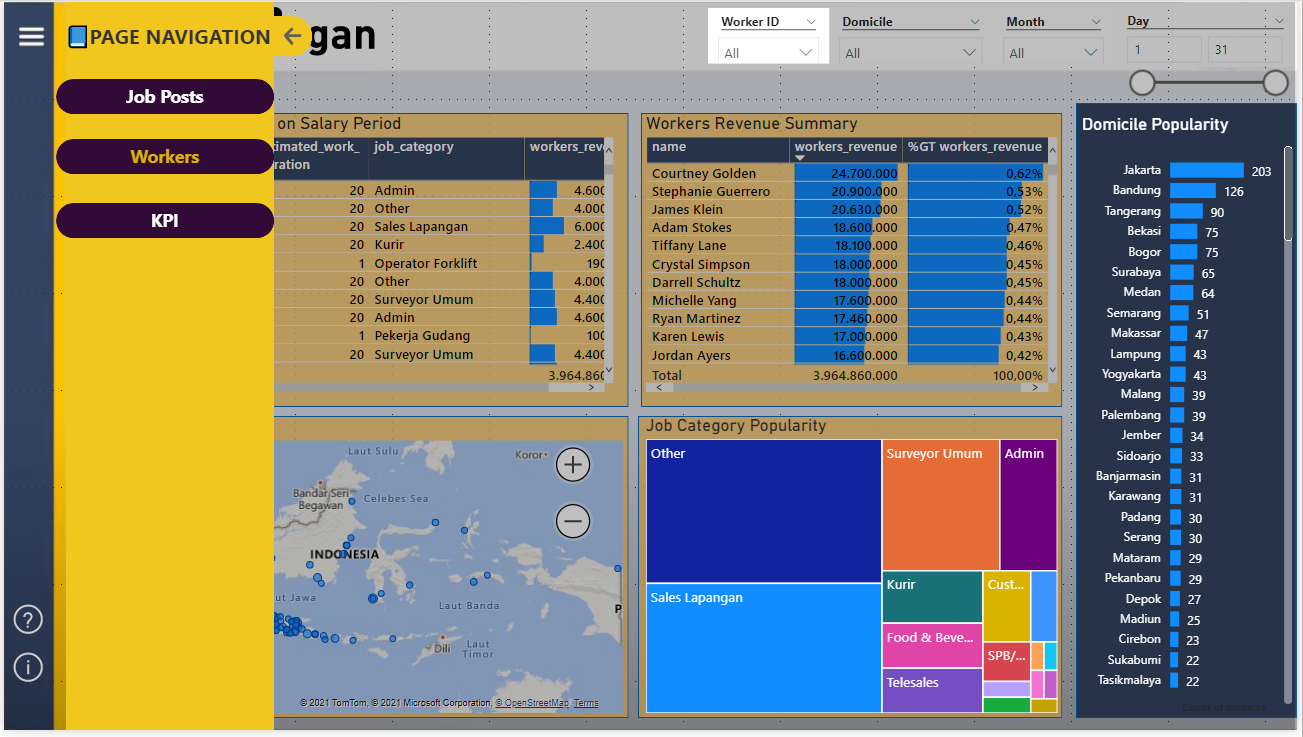 PAGE NAVIGATION
Job Posts
Workers
KPI
gan
Worker ID
All
Domicile
All
Month
All
Day
1
31
on Salary Period
job_category
workers_rev
20 Admin 4.600
20 Other 4.000
20 Sales Lapangan 6.000
20 Kurir 2.400
1 Operator Forklift 190
20 Other 4.000
20 Surveyor Umum 4.400
20 Admin 4.600
1 Pekerja Gudang 100
20 Surveyor Umum 4.400
3.964.860
Workers Revenue Summary
name workers_revenue %GT workers_revenue
Courtney Golden 24.700.000 0,62%
Stephanie Guerrero 20.900.000 0,53%
James Klein 20.630.000 0,52%
Adam Stokes 18.600.000 0,47%
Tiffany Lane 18.100.000 0,46%
Crystal Simpson 18.000.000 0,45%
Darrell Schultz 18.000.000 0,45%
Michelle Yang 17.600.000 0,44%
Ryan Martinez 17.460.000 0,44%
Karen Lewis 17.000.000 0,43%
Jordan Ayers 16.600.000 0,42%
Total 3.964.860.000 100,00%
Laut Sulu
Koror
Bandar Seri
Begawan
Celebes Sea
INDONESIA
ut Jawa
Laut Banda
P
Dili
Laut
Timor
© 2021 TomTom, © 2021 Microsoft Corporation, © OpenStreetMap, Terms
Job Category Popularity
Other
Surveyor Umum
Admin
Sales Lapangan
Kurir
Cust...
Food & Beve...
SPB/...
Telesales
Domicile Popularity
Jakarta 203
Bandung 126
Tangerang 90
Bekasi 75
Bogor 75
Surabaya 65
Medan 64
Semarang 51
Makassar 47
Lampung 43
Yogyakarta 43
Malang 39
Palembang 39
Jember 34
Sidoarjo 33
Banjarmasin 31
Karawang 31
Padang 30
Serang 30
Mataram 29
Pekanbaru 29
Depok 27
Madiun 25
Cirebon 23
Sukabumi 22
Tasikmalaya 22
Count of domicile